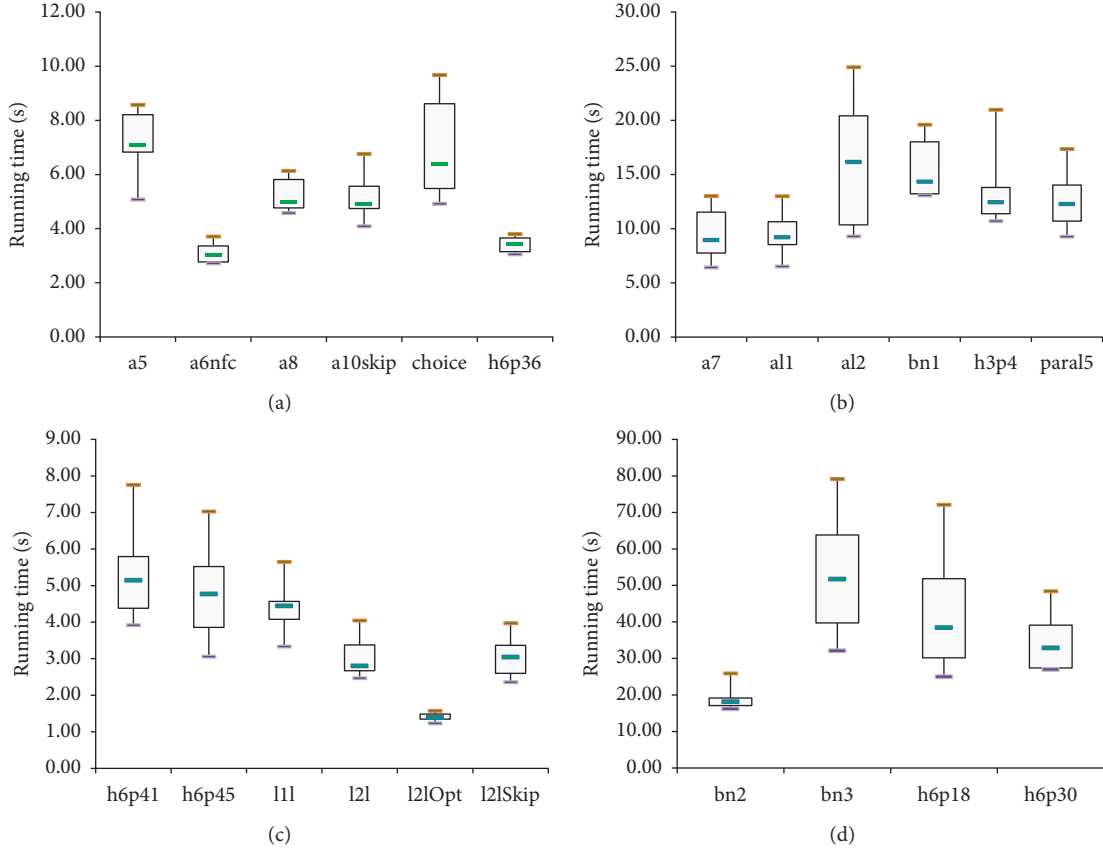 12.00
10.00
8.00
6.00
4.00
2.00
0.00
Running time (s)
a5 a6nfc a8 a10skip choice h6p36
(a)
30.00
25.00
20.00
15.00
10.00
5.00
0.00
Running time (s)
a7 al1 al2 bn1 h3p4 paral5
(b)
9.00
8.00
7.00
6.00
5.00
4.00
3.00
2.00
1.00
0.00
Running time (s)
h6p41 h6p45 l1l l2l l2lOpt l2lSkip
(c)
90.00
80.00
70.00
60.00
50.00
40.00
30.00
20.00
10.00
0.00
Running time (s)
bn2 bn3 h6p18 h6p30
(d)